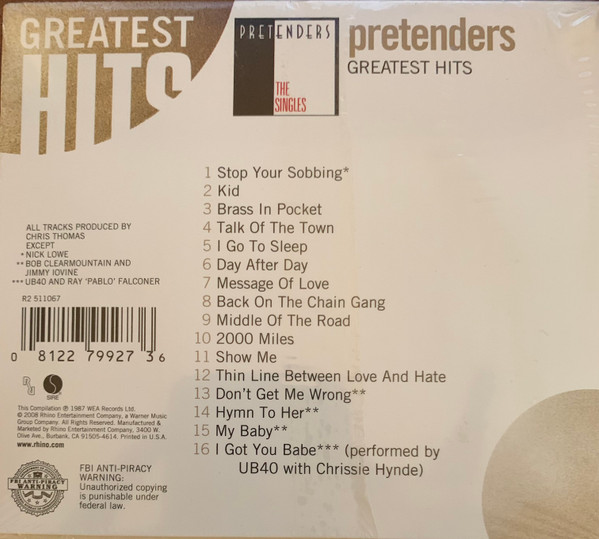 GREATEST
HITS
PRETENDERS
THE
SINGLES
pretenders
GREATEST HITS
1 Stop Your Sobbing*
2 Kid
3 Brass In Pocket
4 Talk Of The Town
5 I Go To Sleep
6 Day After Day
7 Message Of Love
8 Back On The Chain Gang
9 Middle Of The Road
10 2000 Miles
11 Show Me
12 Thin Line Between Love And Hate
13 Don't Get Me Wrong**
14 Hymn To Her**
15 My Baby**
16 I Got You Babe*** (performed by
UB40 with Chrissie Hynde)
ALL TRACKS PRODUCED BY
CHRIS THOMAS
EXCEPT
* NICK LOWE
** BOB CLEARMOUNTAIN AND
JIMMY IOVINE
*** UB40 AND RAY 'PABLO' FALCONER
R2 511067
0 81227 99273 6
SIRE
This Compilation ℗ 1987 WEA Records Ltd.
© 2008 Rhino Entertainment Company, a Warner Music
Group Company. All Rights Reserved. Manufactured &
Marketed by Rhino Entertainment Company, 3400 W.
Olive Ave., Burbank, CA 91505-4614. Printed in U.S.A.
www.rhino.com
FBI ANTI-PIRACY
WARNING
FBI ANTI-PIRACY
WARNING:
Unauthorized copying
is punishable under
federal law.